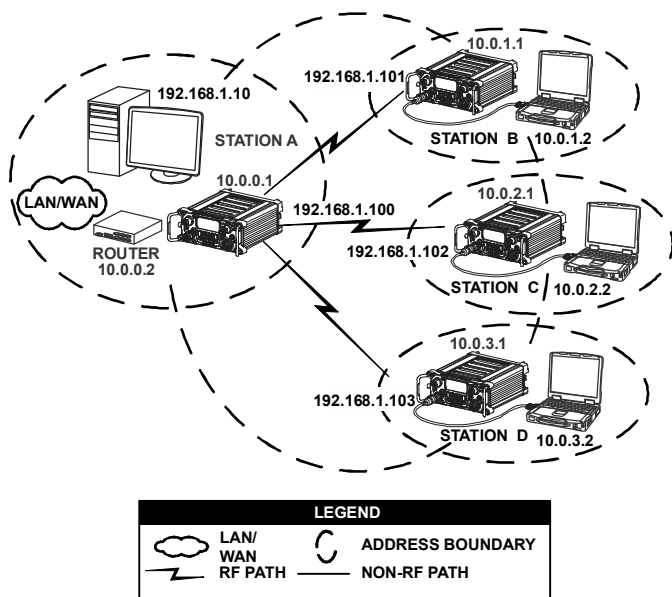 10.0.1.1
192.168.1.101
192.168.1.10
STATION A
STATION B
10.0.1.2
10.0.0.1
LAN/WAN
192.168.1.100
10.0.2.1
192.168.1.102
ROUTER
10.0.0.2
STATION C
10.0.2.2
10.0.3.1
192.168.1.103
STATION D
10.0.3.2
LEGEND
LAN/
WAN
ADDRESS BOUNDARY
RF PATH
NON-RF PATH